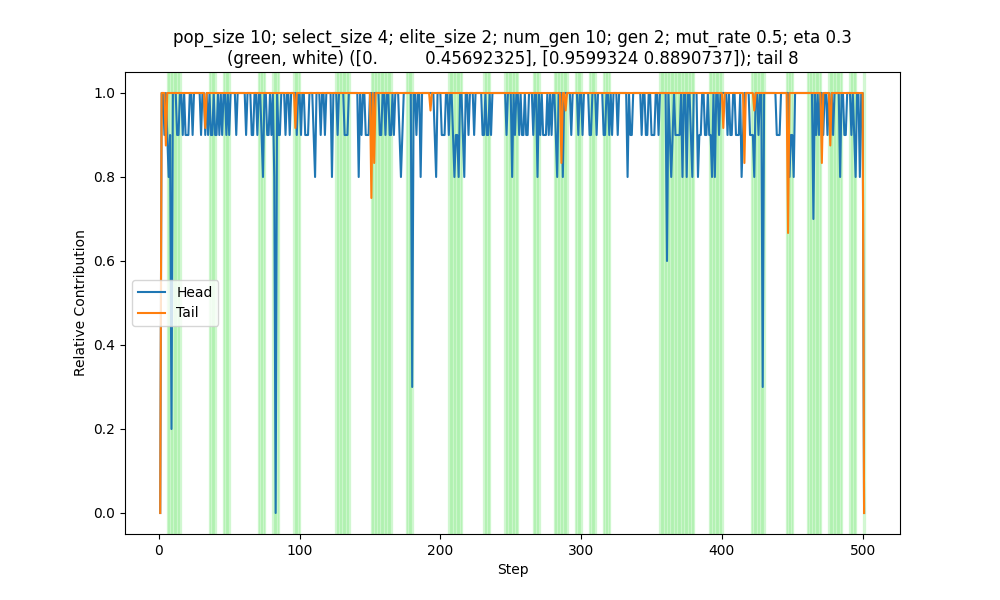 pop_size 10; select_size 4; elite_size 2; num_gen 10; gen 2; mut_rate 0.5; eta 0.3
(green, white) ([0.         0.45692325], [0.9599324 0.8890737]); tail 8
1.0
0.8
0.6
0.4
0.2
0.0
Relative Contribution
Head
Tail
0 100 200 300 400 500
Step